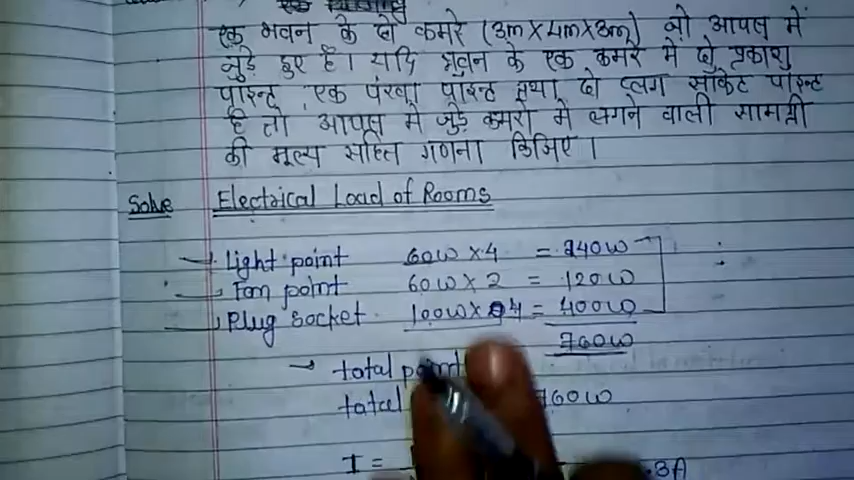 एक भवन के दो कमरे (3m×4m×3m) जो आपस में
जुड़े हुए है। यदि भवन के एक कमरे में दो प्रकाश
पाइन्ट, एक पंखा पाइन्ट तथा दो प्लग सॉकेट पाइन्ट
है तो आपस में जुड़े कमरों में लगने वाली सामग्री
की मूल्य सहित गणना किजिए।
Solve Electrical Load of Rooms
→ Light point 60W×4 = 240W
→ Fan point 60W×2 = 120W
→ Plug socket 100W×4 = 400W
760W
→ total point
total 760W
I = .3A